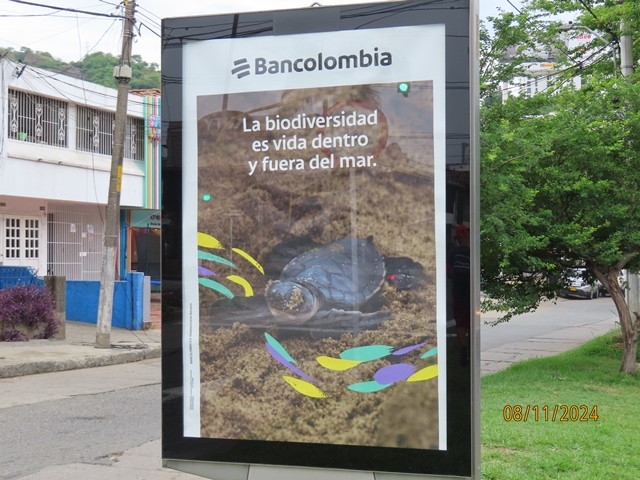 Bancolombia
La biodiversidad
es vida dentro
y fuera del mar.
08/11/2024